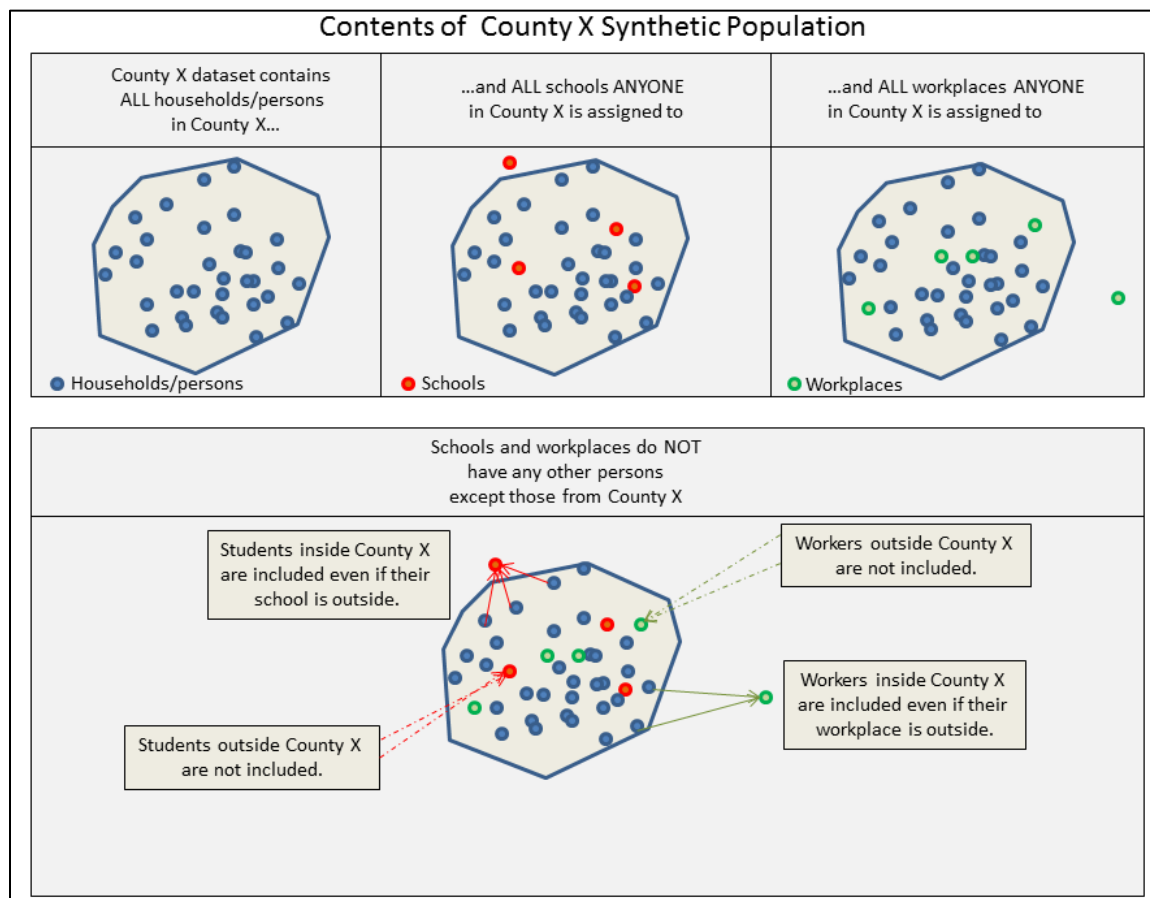 Contents of County X Synthetic Population
County X dataset contains
ALL households/persons
in County X...
...and ALL schools ANYONE
in County X is assigned to
...and ALL workplaces ANYONE
in County X is assigned to
Households/persons
Schools
Workplaces
Schools and workplaces do NOT
have any other persons
except those from County X
Students inside County X
are included even if their
school is outside.
Workers outside County X
are not included.
Workers inside County X
are included even if their
workplace is outside.
Students outside County X
are not included.